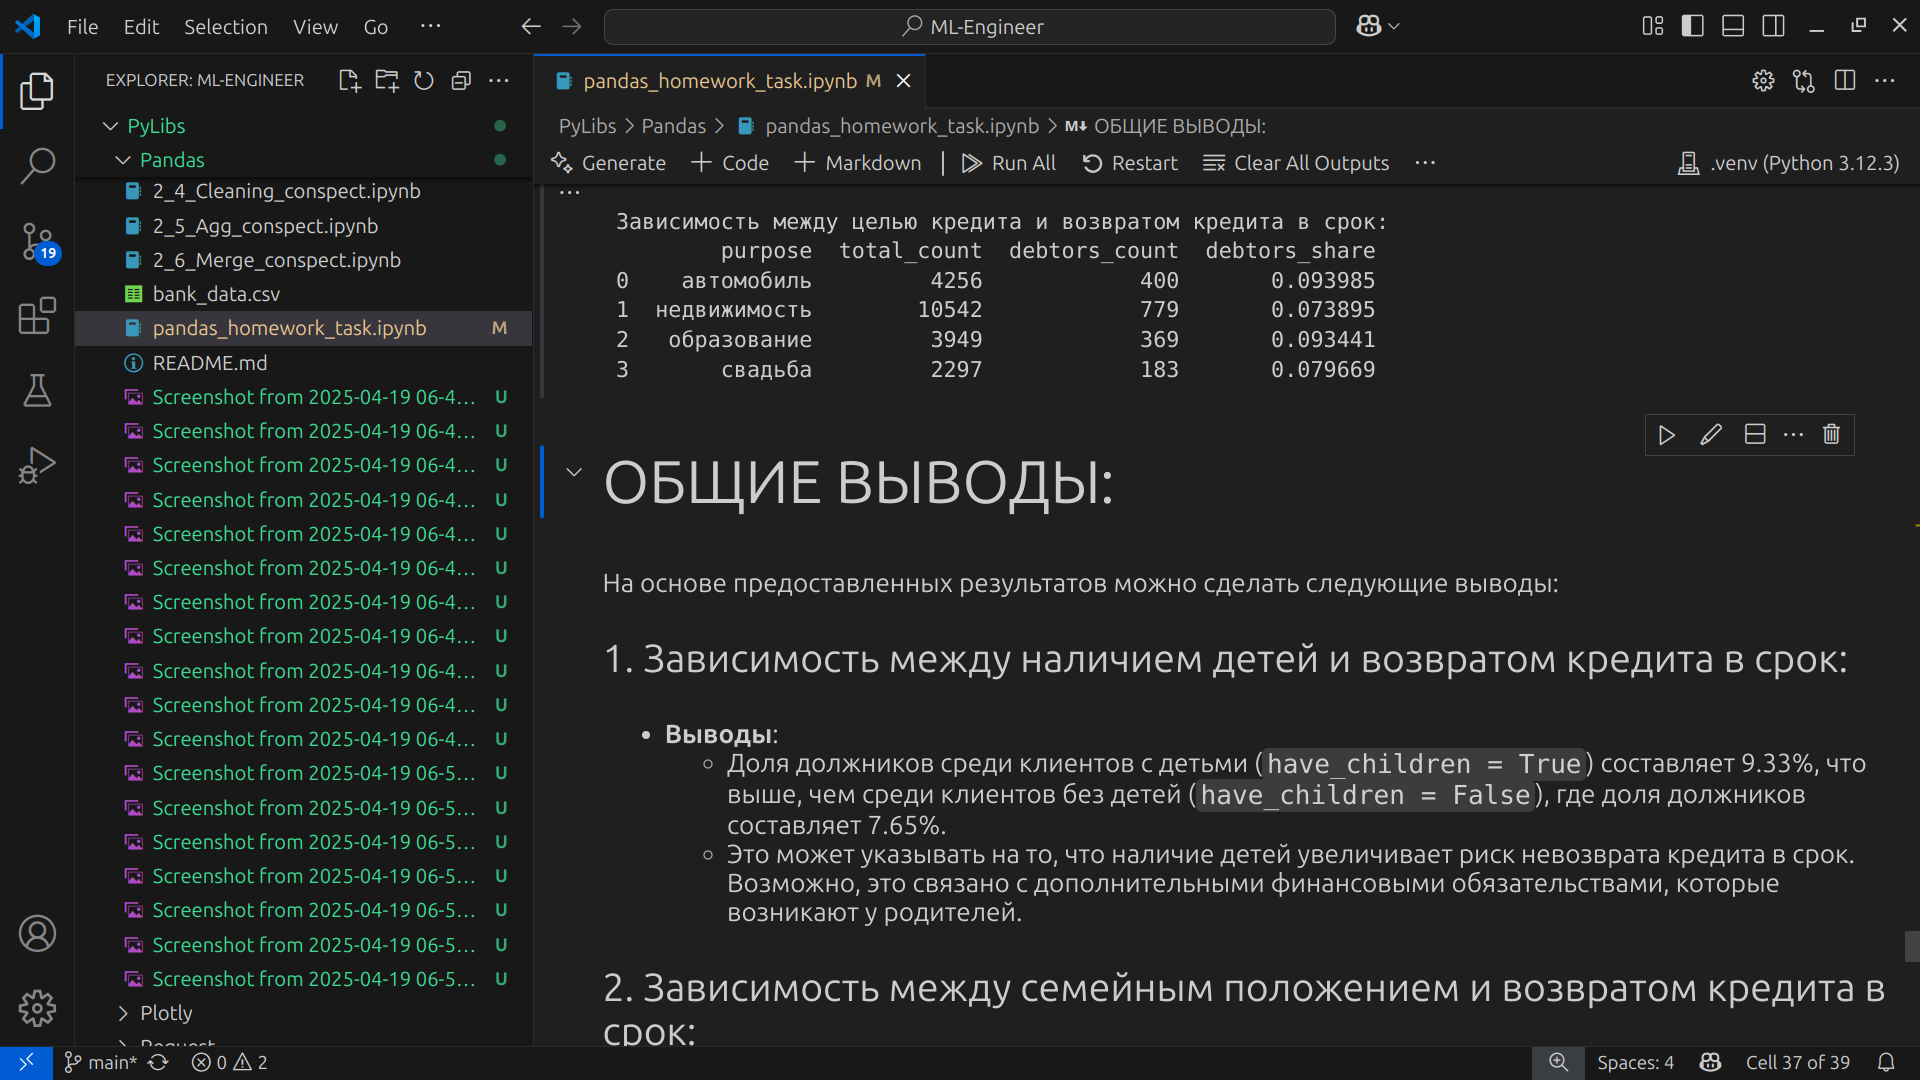 File Edit Selection View Go ··· ML-Engineer
EXPLORER: ML-ENGINEER
PyLibs
Pandas
2_4_Cleaning_conspect.ipynb
2_5_Agg_conspect.ipynb
2_6_Merge_conspect.ipynb
bank_data.csv
pandas_homework_task.ipynb M
README.md
Screenshot from 2025-04-19 06-4... U
Screenshot from 2025-04-19 06-4... U
Screenshot from 2025-04-19 06-4... U
Screenshot from 2025-04-19 06-4... U
Screenshot from 2025-04-19 06-4... U
Screenshot from 2025-04-19 06-4... U
Screenshot from 2025-04-19 06-4... U
Screenshot from 2025-04-19 06-4... U
Screenshot from 2025-04-19 06-4... U
Screenshot from 2025-04-19 06-4... U
Screenshot from 2025-04-19 06-4... U
Screenshot from 2025-04-19 06-5... U
Screenshot from 2025-04-19 06-5... U
Screenshot from 2025-04-19 06-5... U
Screenshot from 2025-04-19 06-5... U
Screenshot from 2025-04-19 06-5... U
Screenshot from 2025-04-19 06-5... U
Screenshot from 2025-04-19 06-5... U
Plotly
Request
19
pandas_homework_task.ipynb M
PyLibs > Pandas > pandas_homework_task.ipynb > M↓ ОБЩИЕ ВЫВОДЫ:
Generate + Code + Markdown | Run All Restart Clear All Outputs ··· .venv (Python 3.12.3)
Зависимость между целью кредита и возвратом кредита в срок:
purpose total_count debtors_count debtors_share
0 автомобиль 4256 400 0.093985
1 недвижимость 10542 779 0.073895
2 образование 3949 369 0.093441
3 свадьба 2297 183 0.079669
ОБЩИЕ ВЫВОДЫ:
На основе предоставленных результатов можно сделать следующие выводы:
1. Зависимость между наличием детей и возвратом кредита в срок:
• Выводы:
◦ Доля должников среди клиентов с детьми (have_children = True) составляет 9.33%, что
выше, чем среди клиентов без детей (have_children = False), где доля должников
составляет 7.65%.
◦ Это может указывать на то, что наличие детей увеличивает риск невозврата кредита в срок.
Возможно, это связано с дополнительными финансовыми обязательствами, которые
возникают у родителей.
2. Зависимость между семейным положением и возвратом кредита в
срок:
main* 0 2 Spaces: 4 Cell 37 of 39